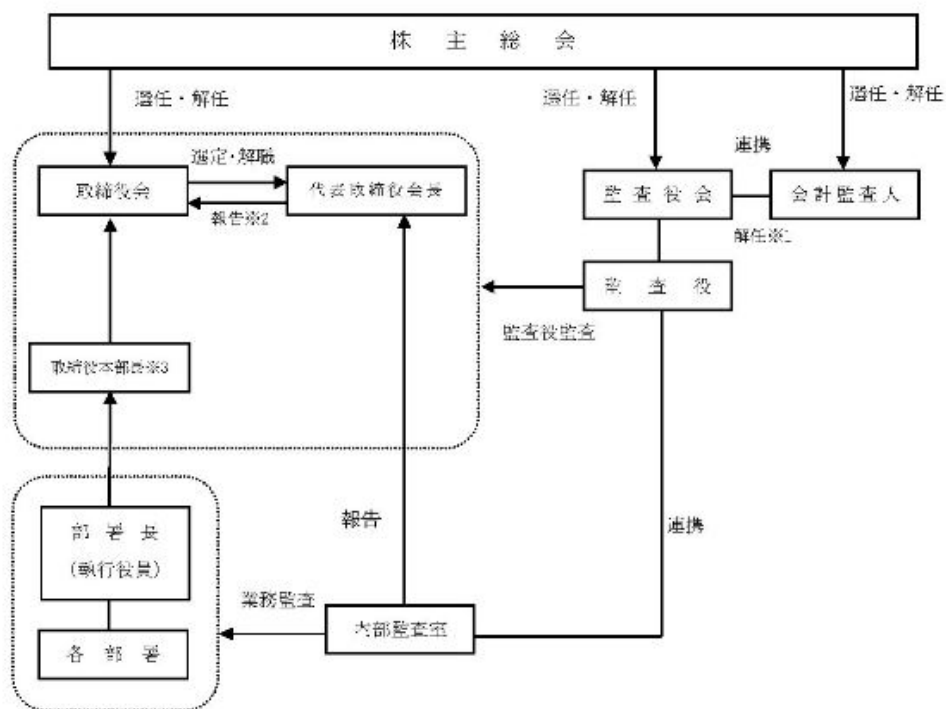 株主総会
選任・解任
選任・解任
選任・解任
選定・解職
連携
取締役会
代表取締役会長
監査役会
会計監査人
報告※2
解任※1
監査役
監査役監査
取締役本部長※3
部署長
(執行役員)
報告
連携
業務監査
内部監査室
各部署